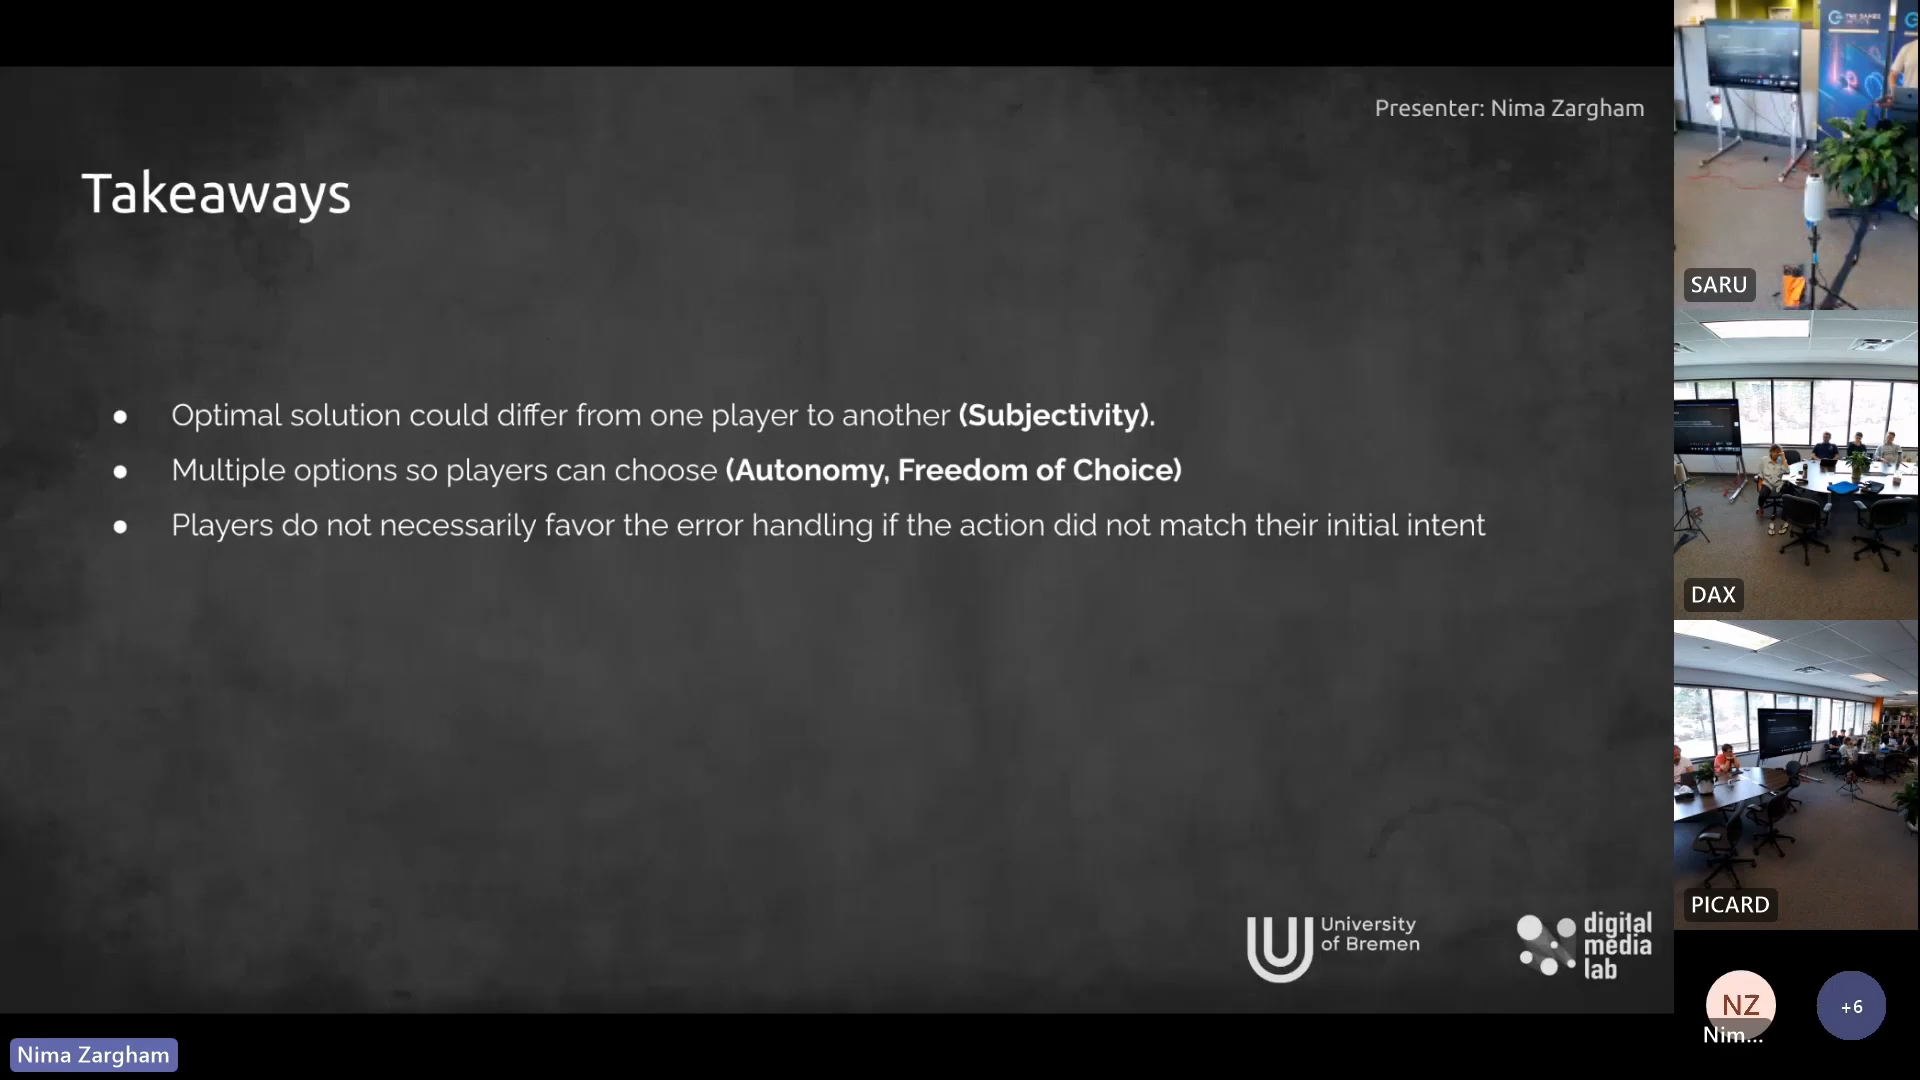 Presenter: Nima Zargham
Takeaways
● Optimal solution could differ from one player to another (Subjectivity).
● Multiple options so players can choose (Autonomy, Freedom of Choice)
● Players do not necessarily favor the error handling if the action did not match their initial intent
University
of Bremen
digital
media
lab
Nima Zargham
SARU
DAX
PICARD
NZ
Nim...
+6